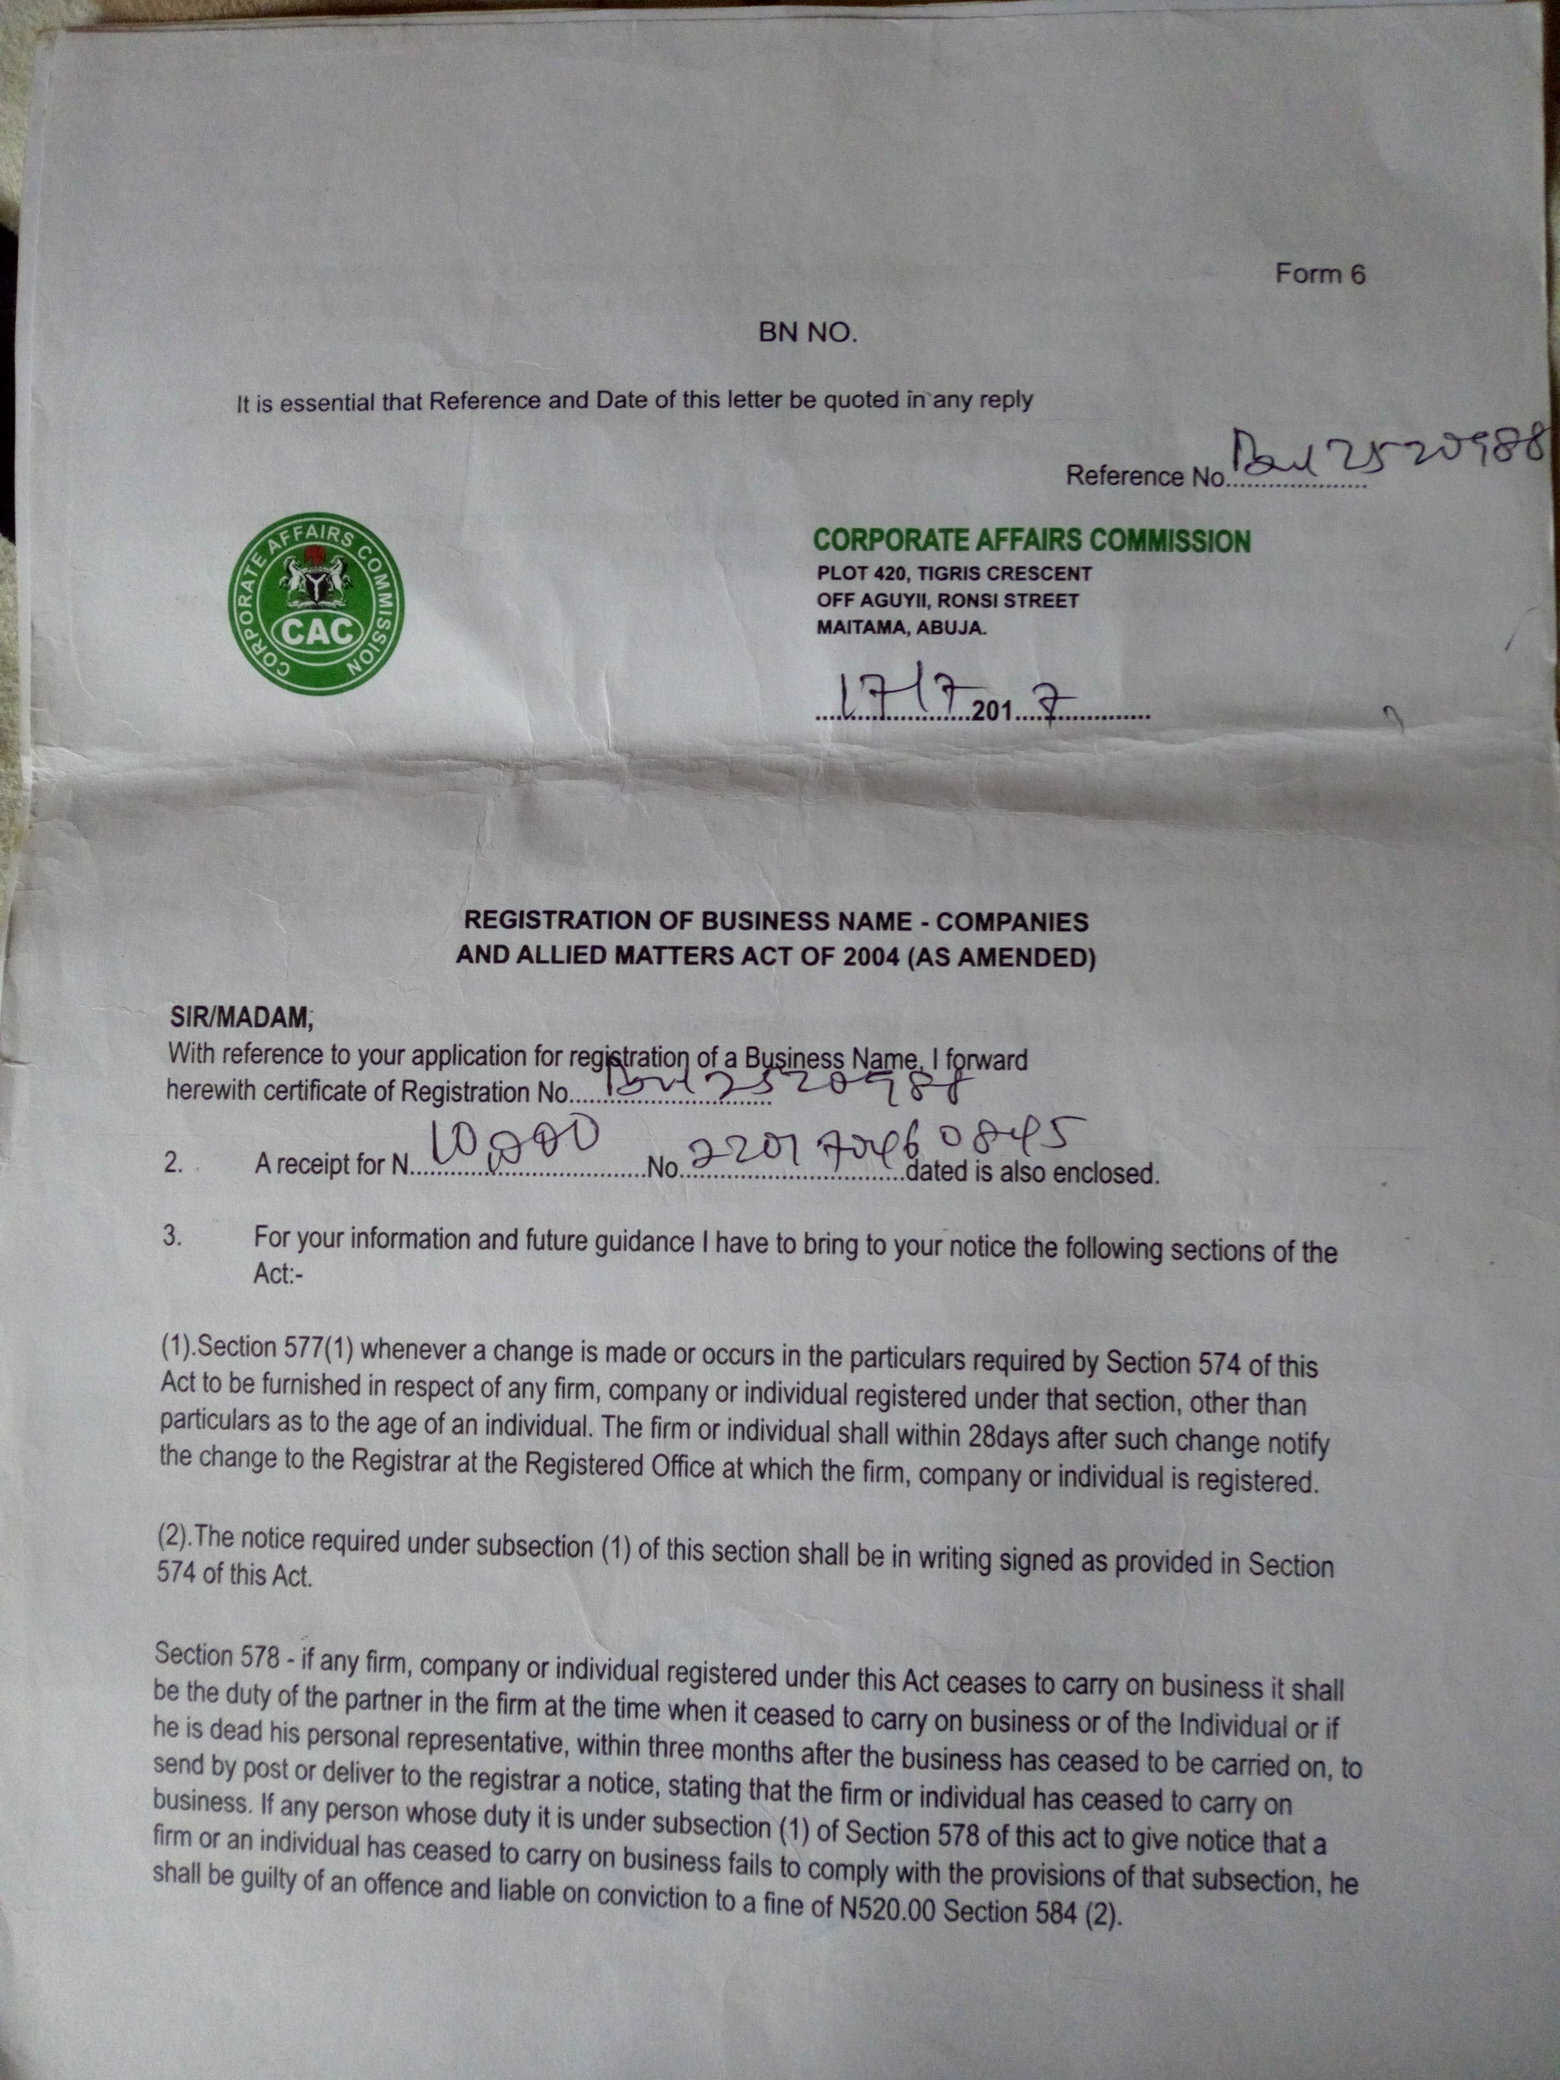 Form 6
BN NO.
It is essential that Reference and Date of this letter be quoted in any reply
Reference No. 2520988
CORPORATE AFFAIRS COMMISSION
CAC
CORPORATE AFFAIRS COMMISSION
PLOT 420, TIGRIS CRESCENT
OFF AGUYII, RONSI STREET
MAITAMA, ABUJA.
17/7 201 7
REGISTRATION OF BUSINESS NAME - COMPANIES
AND ALLIED MATTERS ACT OF 2004 (AS AMENDED)
SIR/MADAM,
With reference to your application for registration of a Business Name, I forward
herewith certificate of Registration No. 2520988
2. A receipt for N. 10,000 No. dated is also enclosed.
3. For your information and future guidance I have to bring to your notice the following sections of the
Act:-
(1).Section 577(1) whenever a change is made or occurs in the particulars required by Section 574 of this
Act to be furnished in respect of any firm, company or individual registered under that section, other than
particulars as to the age of an individual. The firm or individual shall within 28days after such change notify
the change to the Registrar at the Registered Office at which the firm, company or individual is registered.
(2).The notice required under subsection (1) of this section shall be in writing signed as provided in Section
574 of this Act.
Section 578 - if any firm, company or individual registered under this Act ceases to carry on business it shall
be the duty of the partner in the firm at the time when it ceased to carry on business or of the Individual or if
he is dead his personal representative, within three months after the business has ceased to be carried on, to
send by post or deliver to the registrar a notice, stating that the firm or individual has ceased to carry on
business. If any person whose duty it is under subsection (1) of Section 578 of this act to give notice that a
firm or an individual has ceased to carry on business fails to comply with the provisions of that subsection, he
shall be guilty of an offence and liable on conviction to a fine of N520.00 Section 584 (2).